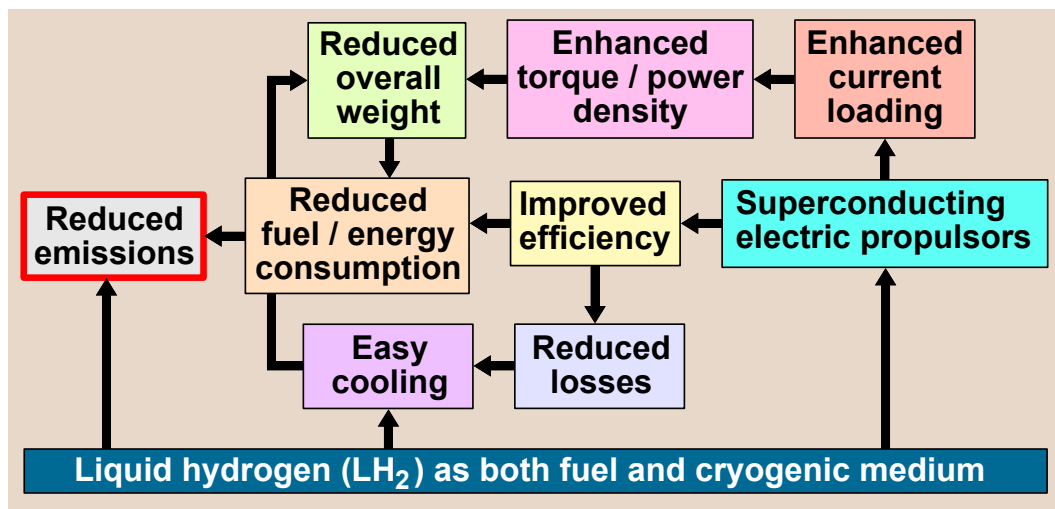 Reduced
overall
weight
Enhanced
torque / power
density
Enhanced
current
loading
Reduced
emissions
Reduced
fuel / energy
consumption
Improved
efficiency
Superconducting
electric propulsors
Easy
cooling
Reduced
losses
Liquid hydrogen (LH₂) as both fuel and cryogenic medium